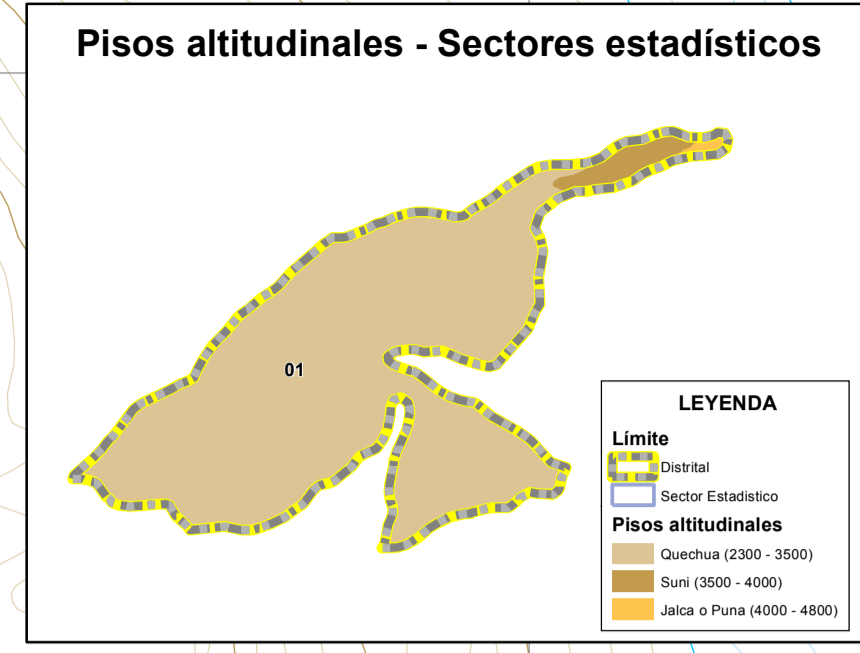 Pisos altitudinales - Sectores estadísticos
01
LEYENDA
Límite
Distrital
Sector Estadistico
Pisos altitudinales
Quechua (2300 - 3500)
Suni (3500 - 4000)
Jalca o Puna (4000 - 4800)